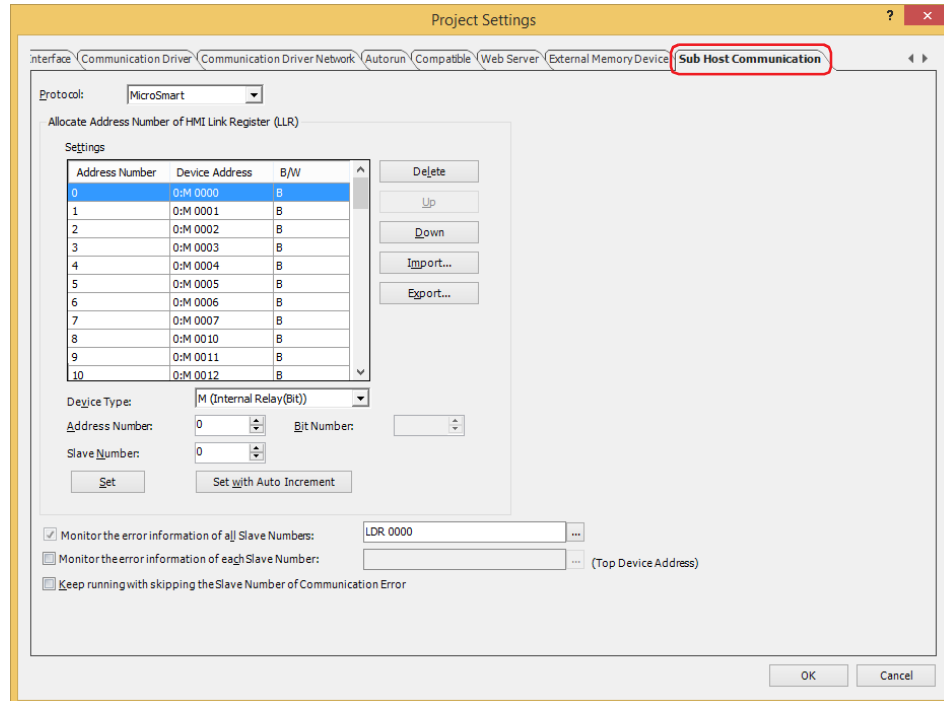 Project Settings
? ×
Interface Communication Driver Communication Driver Network Autorun Compatible Web Server External Memory Device Sub Host Communication
Protocol: MicroSmart
Allocate Address Number of HMI Link Register (LLR)
Settings
Address Number Device Address B/W
0 0:M 0000 B
1 0:M 0001 B
2 0:M 0002 B
3 0:M 0003 B
4 0:M 0004 B
5 0:M 0005 B
6 0:M 0006 B
7 0:M 0007 B
8 0:M 0010 B
9 0:M 0011 B
10 0:M 0012 B
Delete
Up
Down
Import...
Export...
Device Type: M (Internal Relay(Bit))
Address Number: 0 Bit Number:
Slave Number: 0
Set Set with Auto Increment
Monitor the error information of all Slave Numbers: LDR 0000 ...
Monitor the error information of each Slave Number: ... (Top Device Address)
Keep running with skipping the Slave Number of Communication Error
OK Cancel